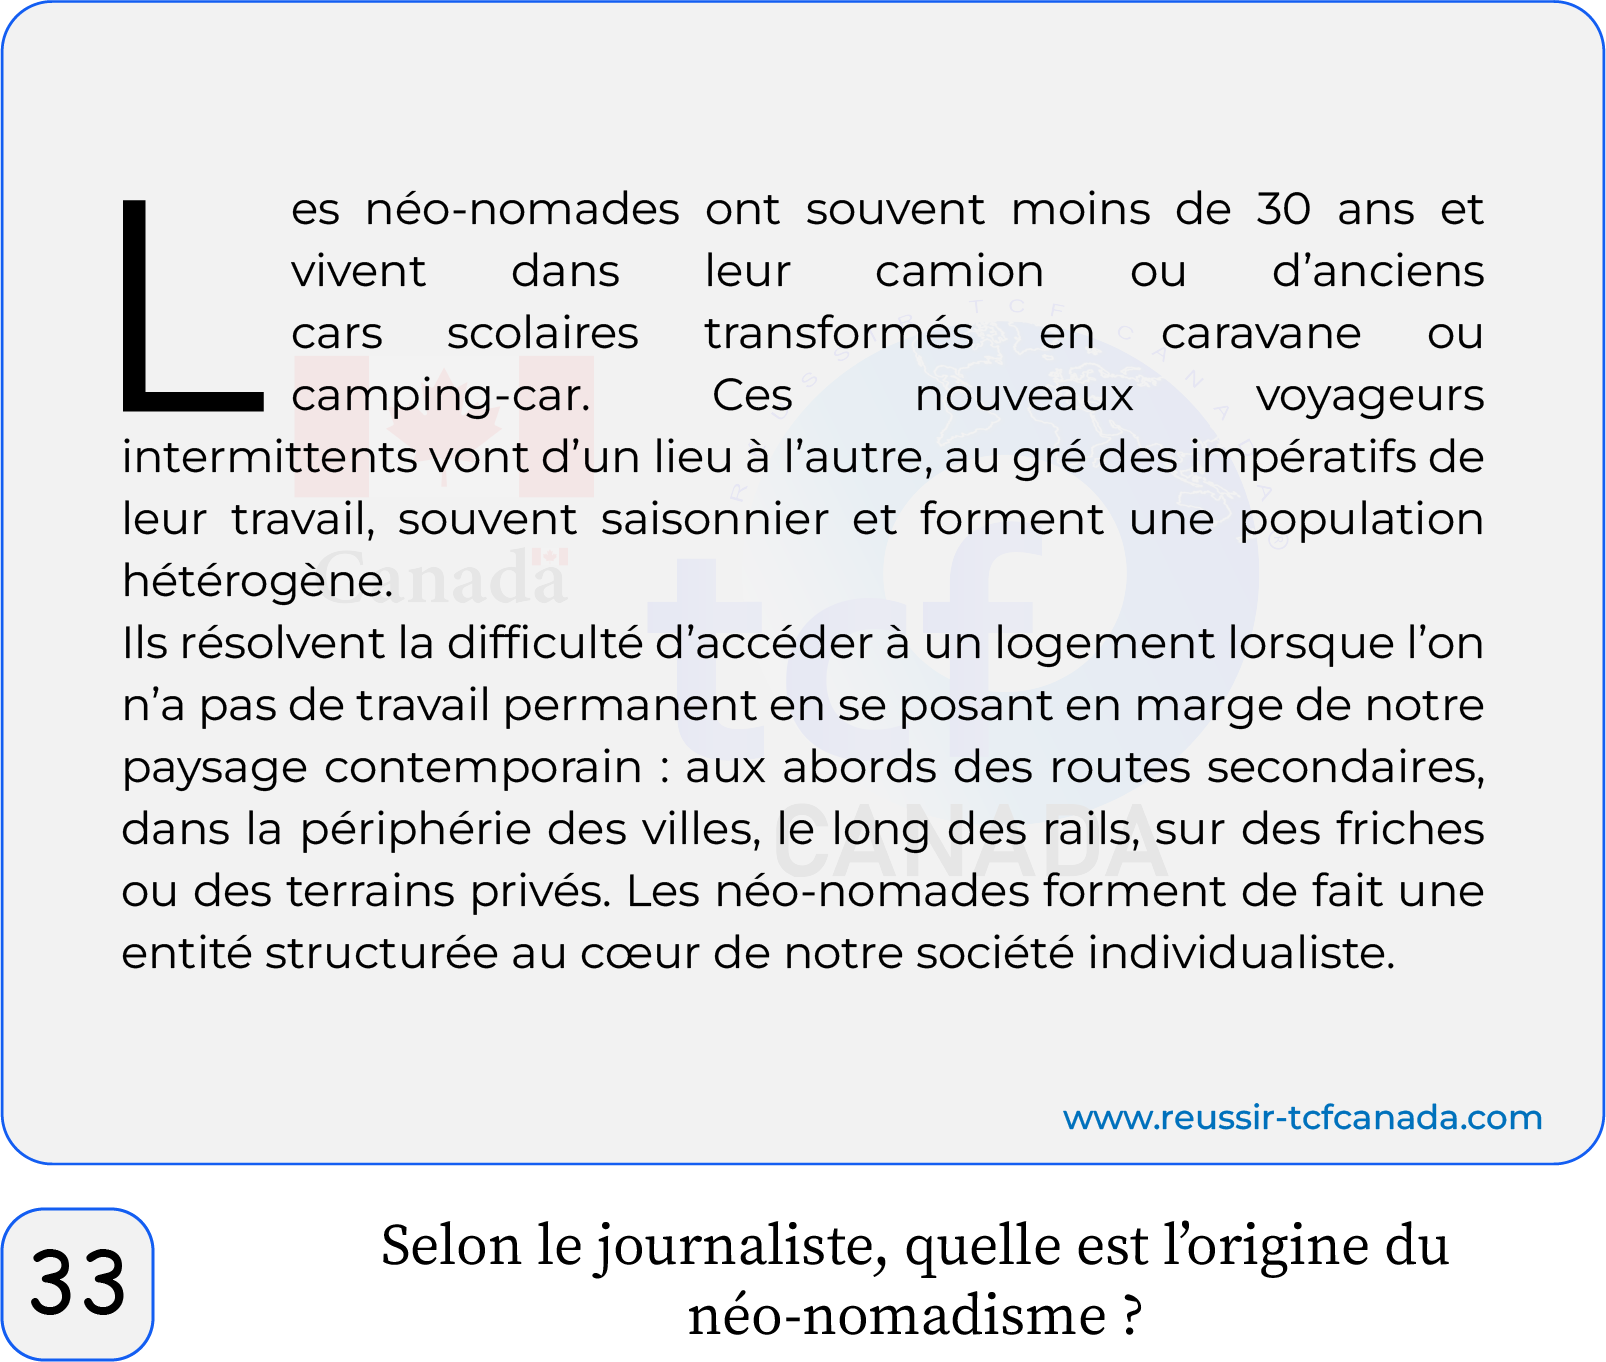 Les néo-nomades ont souvent moins de 30 ans et
vivent dans leur camion ou d’anciens
cars scolaires transformés en caravane ou
camping-car. Ces nouveaux voyageurs
intermittents vont d’un lieu à l’autre, au gré des impératifs de
leur travail, souvent saisonnier et forment une population
hétérogène.
Ils résolvent la difficulté d’accéder à un logement lorsque l’on
n’a pas de travail permanent en se posant en marge de notre
paysage contemporain : aux abords des routes secondaires,
dans la périphérie des villes, le long des rails, sur des friches
ou des terrains privés. Les néo-nomades forment de fait une
entité structurée au cœur de notre société individualiste.
REUSSIR TCF CANADA
Canada
tcf
CANADA
www.reussir-tcfcanada.com
33
Selon le journaliste, quelle est l’origine du
néo-nomadisme ?